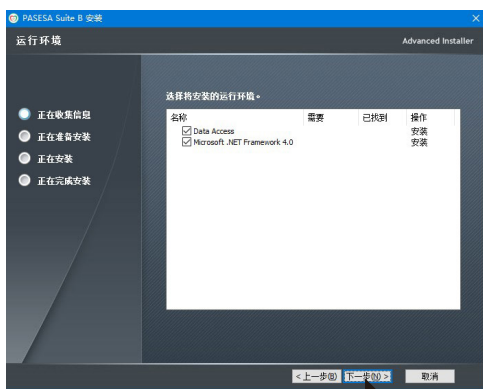 PASESA Suite B 安装
运行环境
Advanced Installer
选择将安装的运行环境。
正在收集信息
正在准备安装
正在安装
正在完成安装
名称 需要 已找到 操作
Data Access 安装
Microsoft .NET Framework 4.0 安装
<上一步(B) 下一步(N) > 取消